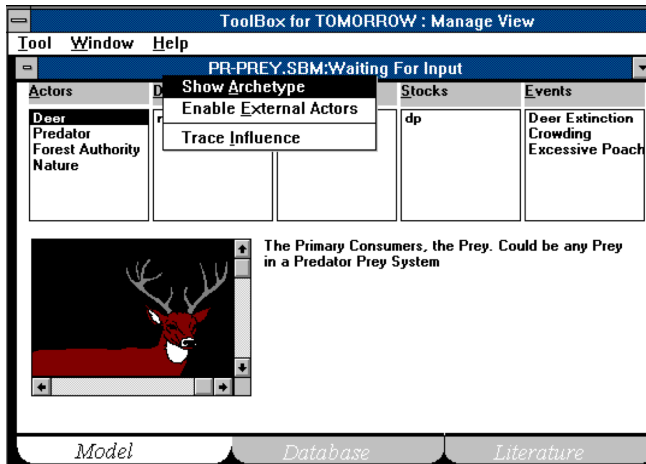 ToolBox for TOMORROW : Manage View
Tool Window Help
PR-PREY.SBM:Waiting For Input
Actors D Stocks Events
Show Archetype
Enable External Actors
Trace Influence
Deer
Predator
Forest Authority
Nature
r
dp
Deer Extinction
Crowding
Excessive Poach
The Primary Consumers, the Prey. Could be any Prey
in a Predator Prey System
Model Database Literature